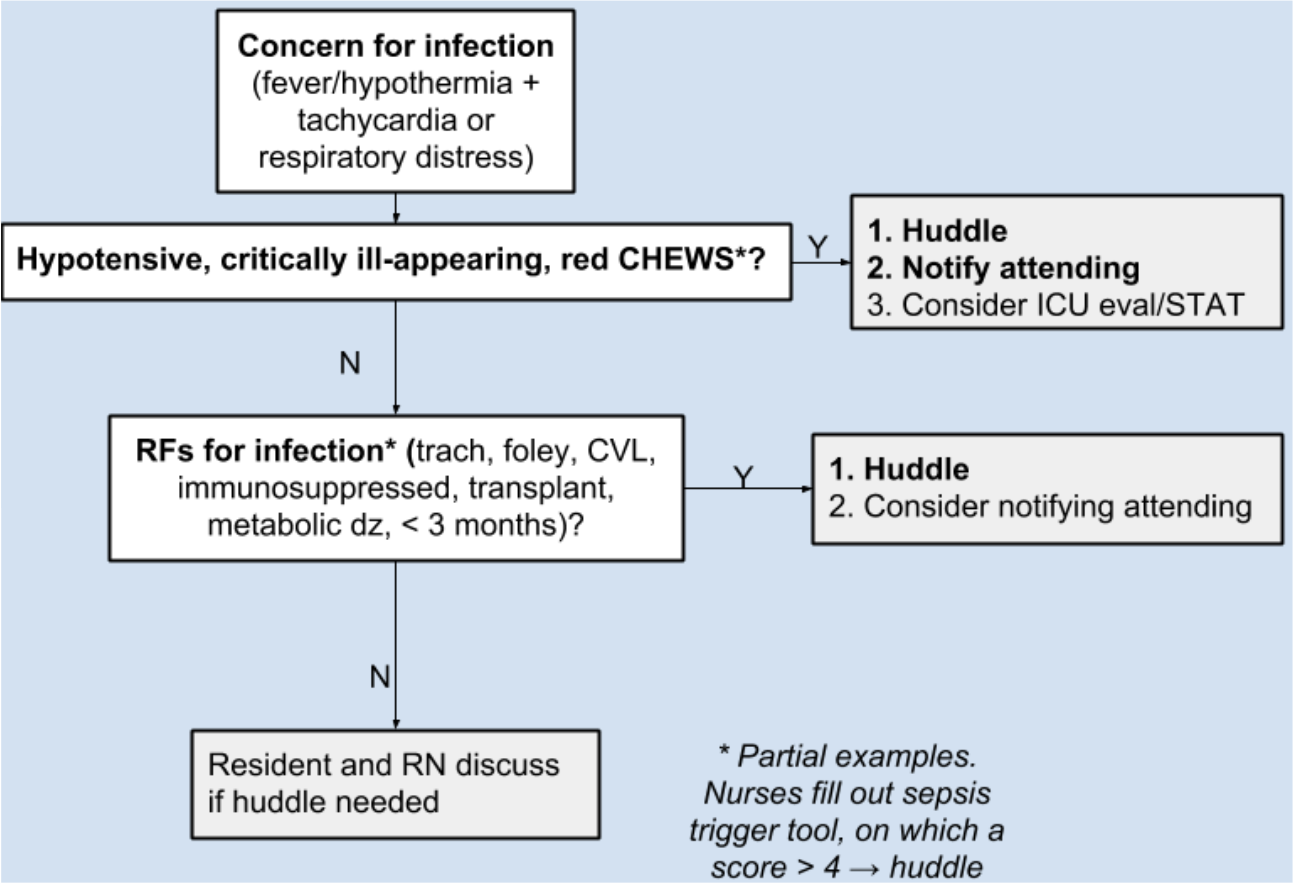 Concern for infection
(fever/hypothermia +
tachycardia or
respiratory distress)
Hypotensive, critically ill-appearing, red CHEWS*?
Y
1. Huddle
2. Notify attending
3. Consider ICU eval/STAT
N
RFs for infection* (trach, foley, CVL,
immunosuppressed, transplant,
metabolic dz, < 3 months)?
Y
1. Huddle
2. Consider notifying attending
N
Resident and RN discuss
if huddle needed
* Partial examples.
Nurses fill out sepsis
trigger tool, on which a
score > 4 → huddle